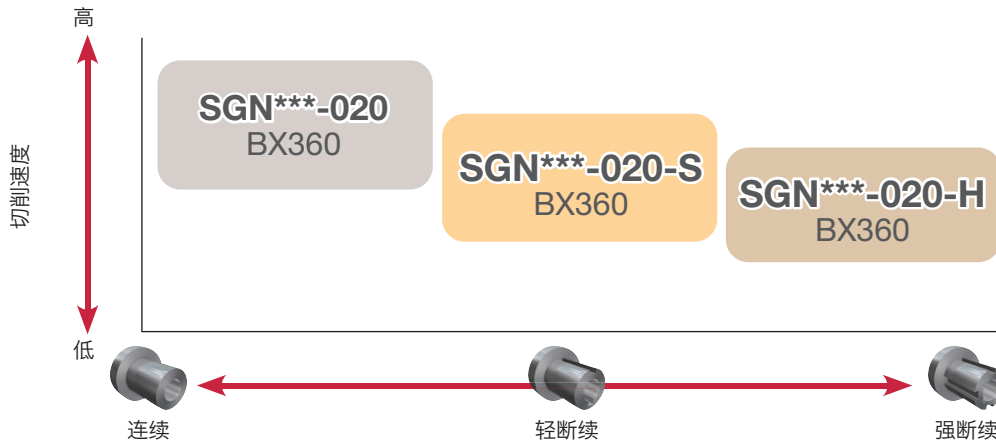 高
SGN***-020
BX360
SGN***-020-S
BX360
SGN***-020-H
BX360
切削速度
低
连续
轻断续
强断续